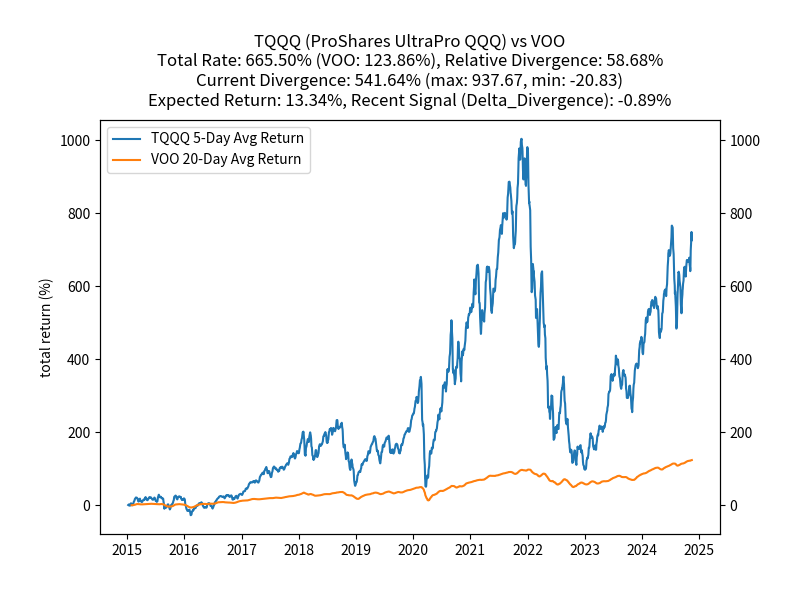 TQQQ (ProShares UltraPro QQQ) vs VOO
Total Rate: 665.50% (VOO: 123.86%), Relative Divergence: 58.68%
Current Divergence: 541.64% (max: 937.67, min: -20.83)
Expected Return: 13.34%, Recent Signal (Delta_Divergence): -0.89%
TQQQ 5-Day Avg Return
VOO 20-Day Avg Return
1000 1000
800 800
600 600
400 400
200 200
0 0
total return (%)
2015 2016 2017 2018 2019 2020 2021 2022 2023 2024 2025